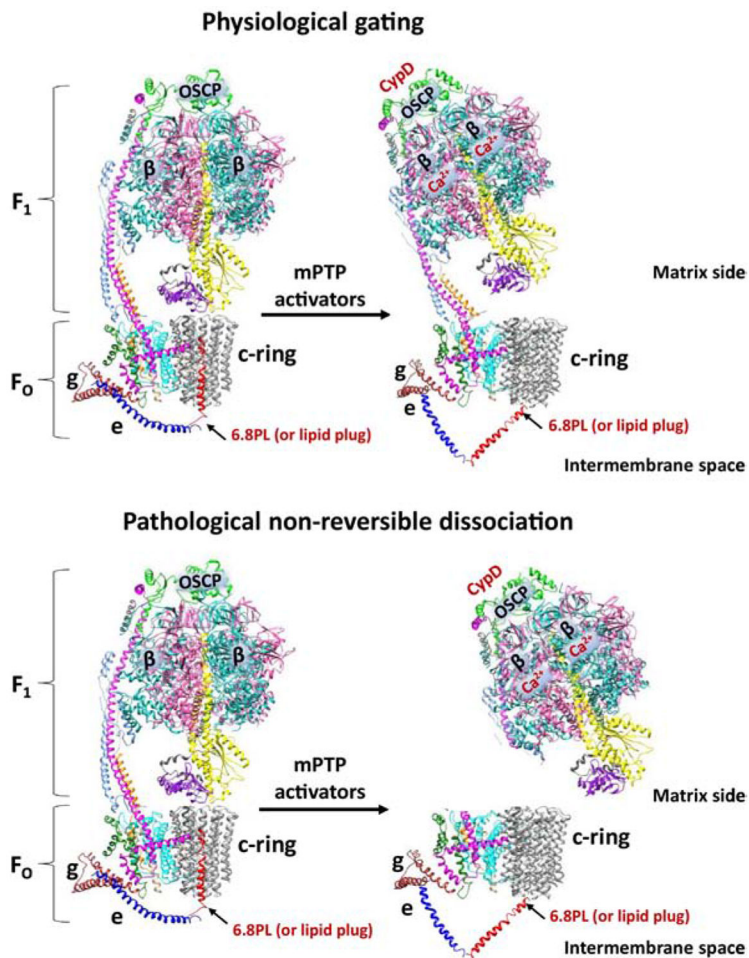 Physiological gating
OSCP
β
β
F1
FO
g
e
c-ring
6.8PL (or lipid plug)
mPTP
activators
CypD
OSCP
β
β
Ca2+
Ca2+
Matrix side
c-ring
g
e
6.8PL (or lipid plug)
Intermembrane space
Pathological non-reversible dissociation
OSCP
β
β
F1
FO
g
e
c-ring
6.8PL (or lipid plug)
mPTP
activators
CypD
OSCP
β
β
Ca2+
Ca2+
Matrix side
c-ring
g
e
6.8PL (or lipid plug)
Intermembrane space